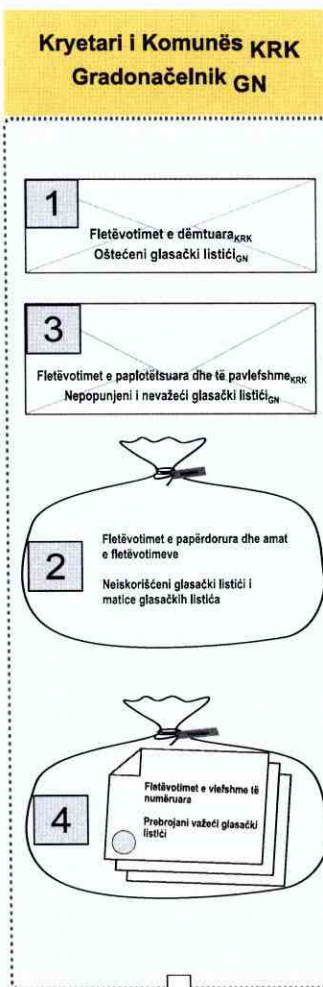 Kryetari i Komunës KRK
Gradonačelnik GN
1
Fletëvotimet e dëmtuara KRK
Oštećeni glasački listići GN
3
Fletëvotimet e paplotëtsuara dhe të pavlefshme KRK
Nepopunjeni i nevažeći glasački listići GN
2
Fletëvotimet e papërdorura dhe amat
e fletëvotimeve
Neiskorišćeni glasački listići i
matice glasačkih listića
4
Fletëvotimet e vlefshme të
numëruara
Prebrojani važeći glasački
listići